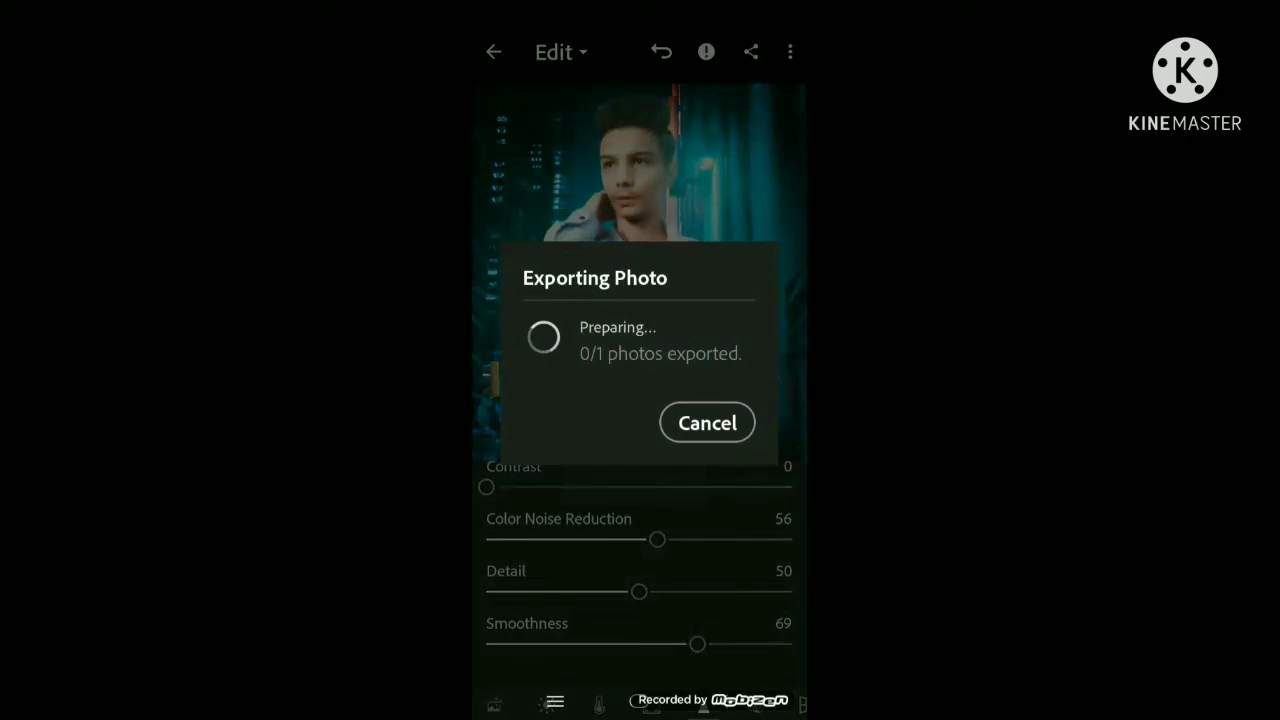 Edit
K
KINEMASTER
Exporting Photo
Preparing...
0/1 photos exported.
Cancel
Contrast 0
Color Noise Reduction 56
Detail 50
Smoothness 69
Recorded by MOBIZEN